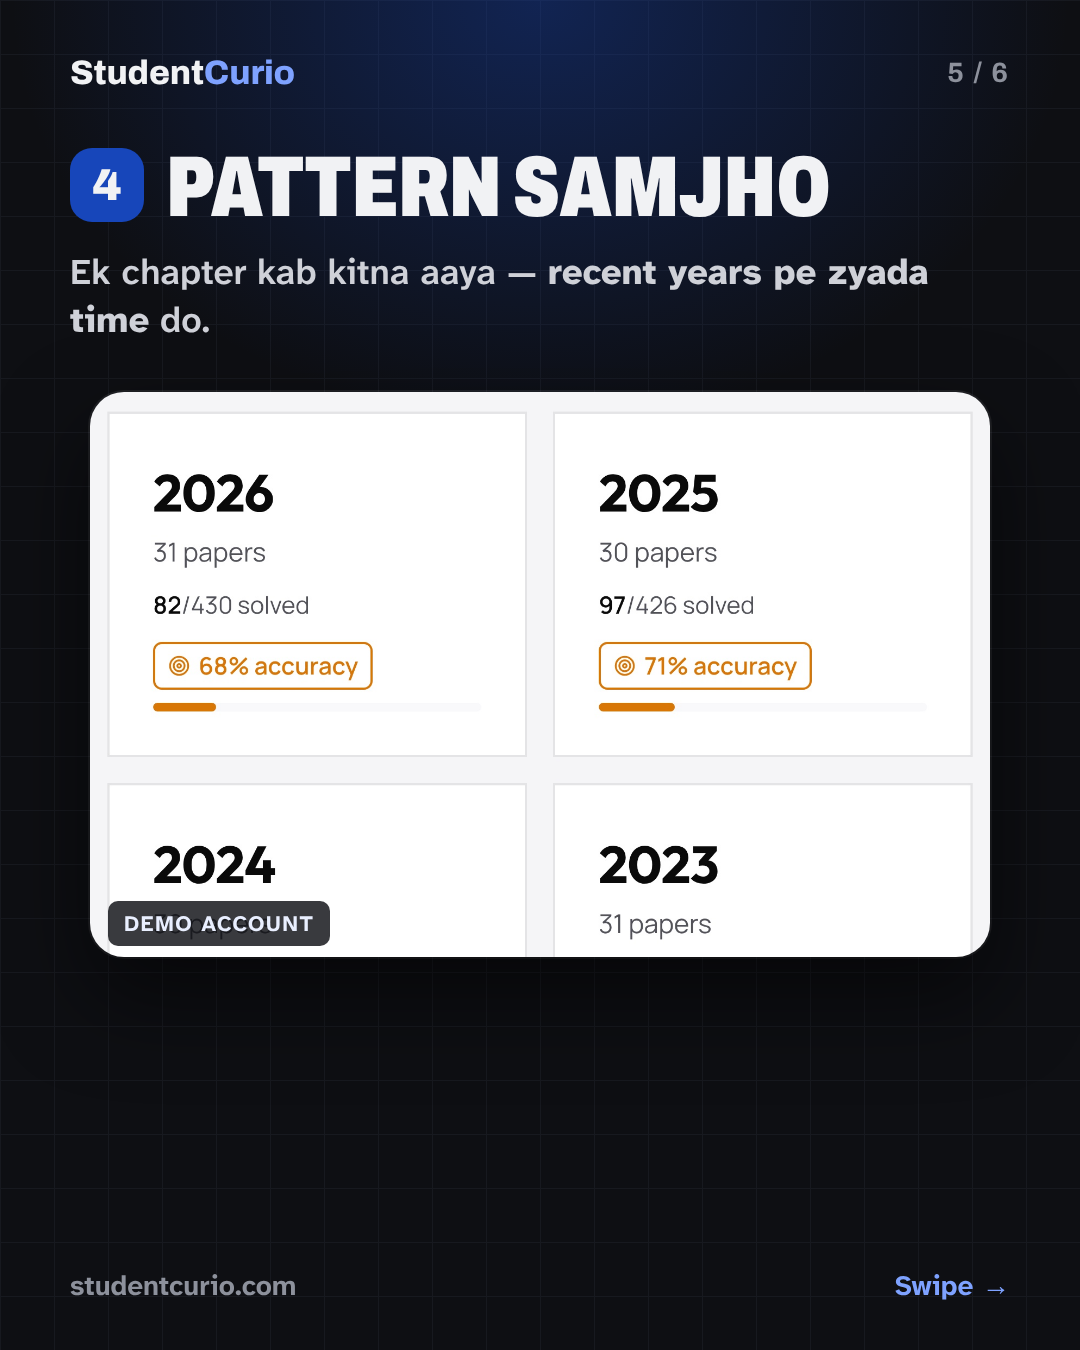 StudentCurio
5 / 6
4 PATTERN SAMJHO
Ek chapter kab kitna aaya — recent years pe zyada
time do.
2026
31 papers
82/430 solved
68% accuracy
2025
30 papers
97/426 solved
71% accuracy
2024
DEMO ACCOUNT
2023
31 papers
studentcurio.com
Swipe →